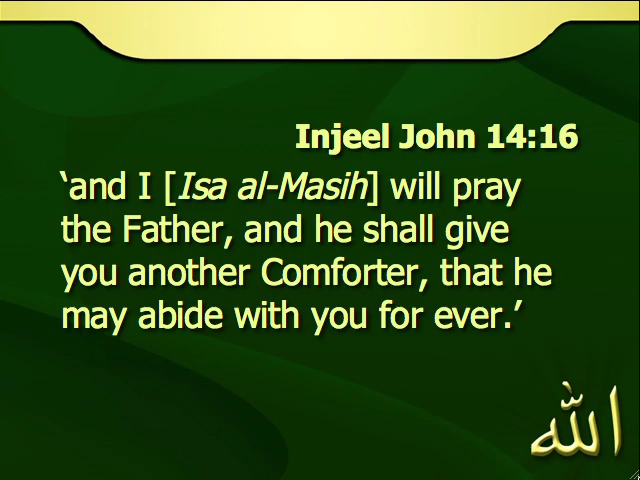 Injeel John 14:16
‘and I [Isa al-Masih] will pray
the Father, and he shall give
you another Comforter, that he
may abide with you for ever.’
الله